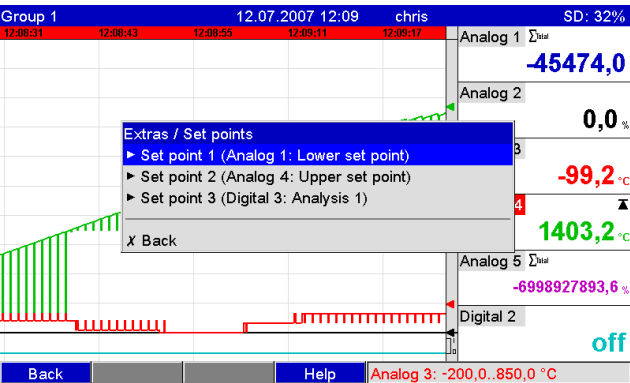 Group 1 12.07.2007 12:09 chris SD: 32%
12:08:31 12:08:43 12:08:55 12:09:11 12:09:17
Analog 1 Σ Total
-45474,0
Analog 2
0,0 %
Extras / Set points
3
► Set point 1 (Analog 1: Lower set point)
► Set point 2 (Analog 4: Upper set point)
-99,2 °C
► Set point 3 (Digital 3: Analysis 1)
4
1403,2 °C
✗ Back
Analog 5 Σ Total
-6998927893,6 %
Digital 2
off
Back Help Analog 3: -200,0..850,0 °C